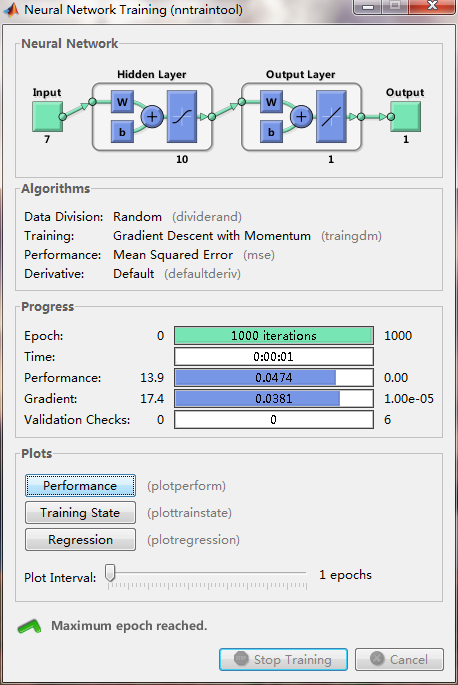 Neural Network Training (nntraintool)
Neural Network
Hidden Layer Output Layer
Input Output
W W
b b
7 10 1 1
Algorithms
Data Division: Random (dividerand)
Training: Gradient Descent with Momentum (traingdm)
Performance: Mean Squared Error (mse)
Derivative: Default (defaultderiv)
Progress
Epoch: 0 1000 iterations 1000
Time: 0:00:01
Performance: 13.9 0.0474 0.00
Gradient: 17.4 0.0381 1.00e-05
Validation Checks: 0 0 6
Plots
Performance (plotperform)
Training State (plottrainstate)
Regression (plotregression)
Plot Interval: 1 epochs
Maximum epoch reached.
Stop Training Cancel